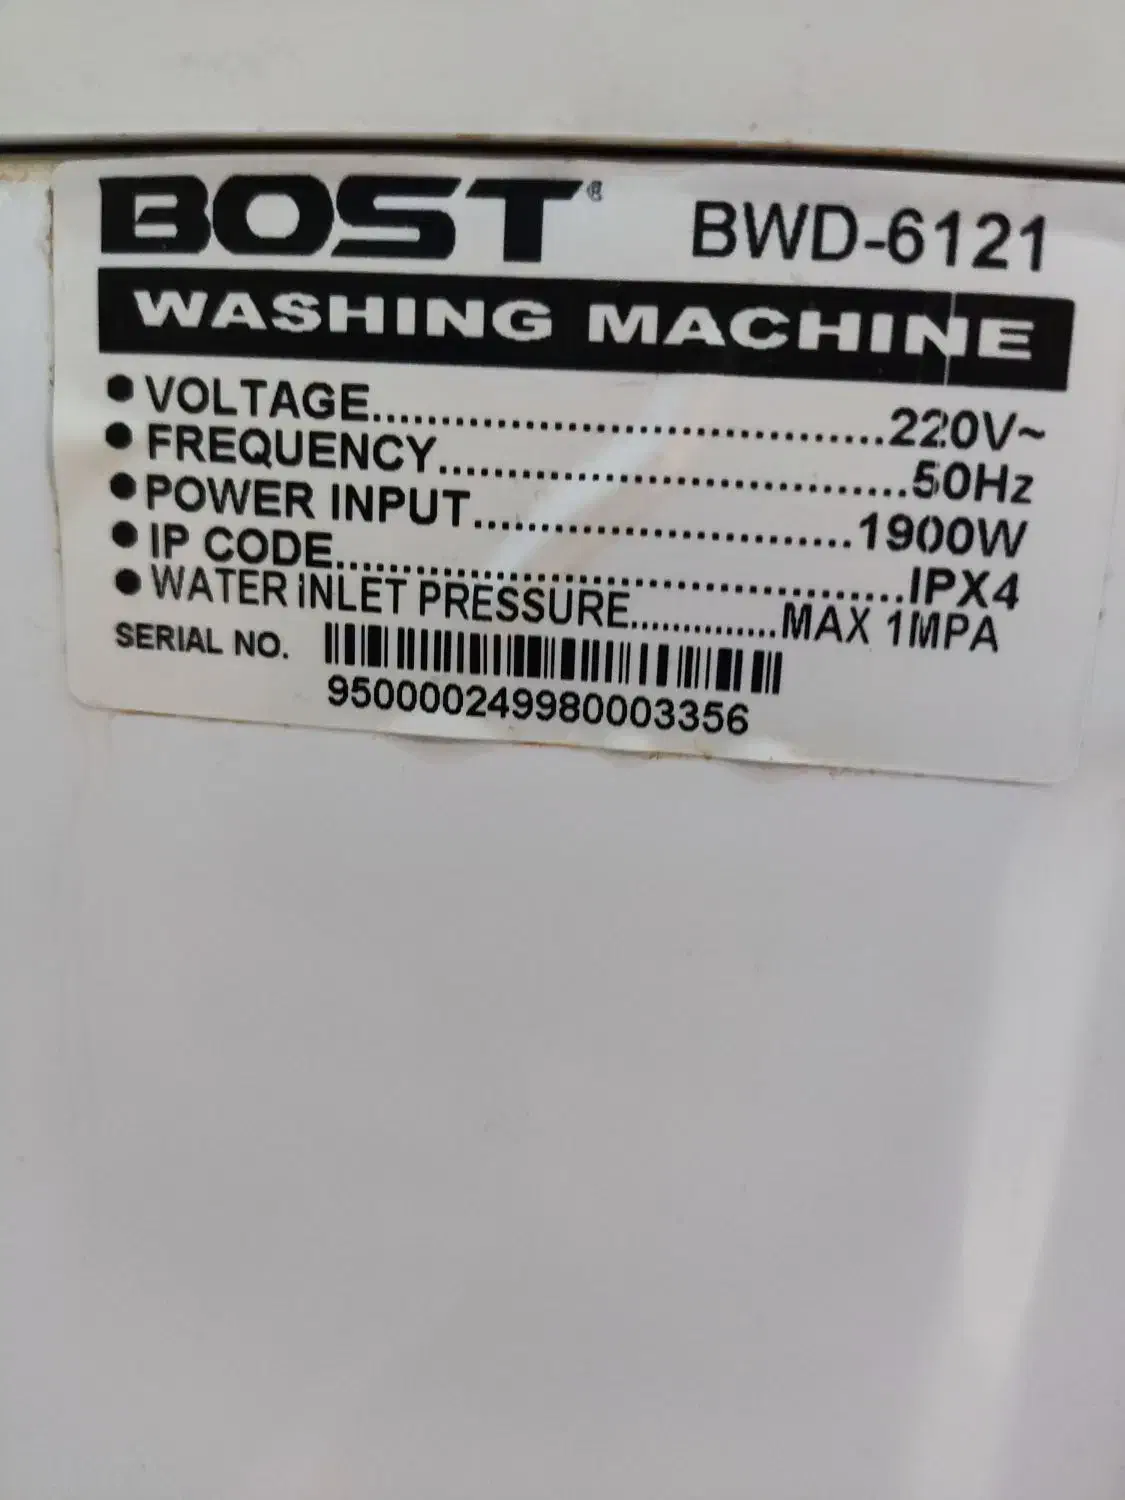 BOST® BWD-6121
WASHING MACHINE
● VOLTAGE....................................220V~
● FREQUENCY..................................50Hz
● POWER INPUT............................1900W
● IP CODE..........................................IPX4
● WATER iNLET PRESSURE..............MAX 1MPA
SERIAL NO.
950000249980003356